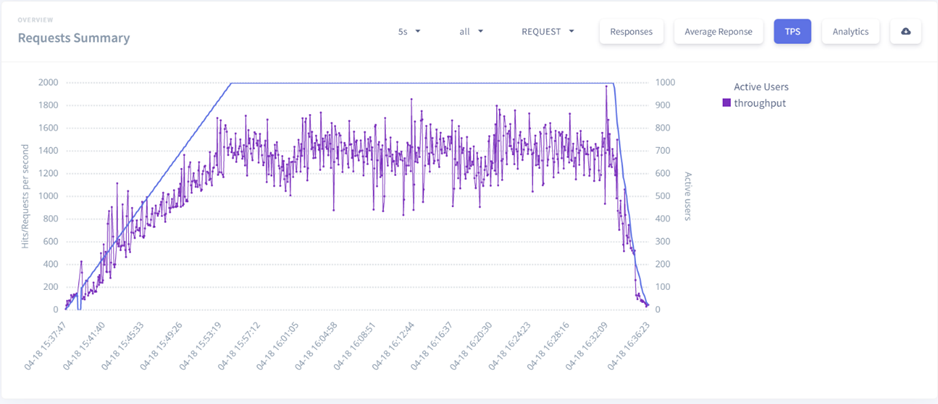 OVERVIEW
Requests Summary
5s
all
REQUEST
Responses
Average Reponse
TPS
Analytics
2000
1800
1600
1400
1200
1000
800
600
400
200
0
Hits/Requests per second
1000
900
800
700
600
500
400
300
200
100
0
Active users
Active Users
throughput
04-18 15:37:47
04-18 15:41:40
04-18 15:45:33
04-18 15:49:26
04-18 15:53:19
04-18 15:57:12
04-18 16:01:05
04-18 16:04:58
04-18 16:08:51
04-18 16:12:44
04-18 16:16:37
04-18 16:20:30
04-18 16:24:23
04-18 16:28:16
04-18 16:32:09
04-18 16:36:23